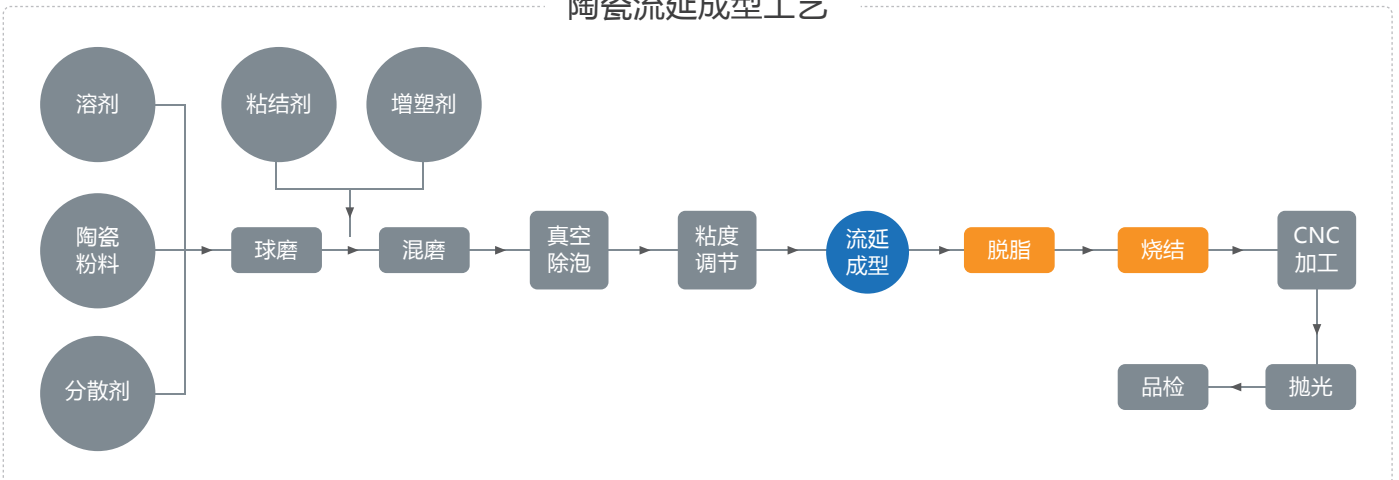 陶瓷流延成型工艺
溶剂
粘结剂
增塑剂
陶瓷
粉料
球磨
混磨
真空
除泡
粘度
调节
流延
成型
脱脂
烧结
CNC
加工
分散剂
品检
抛光